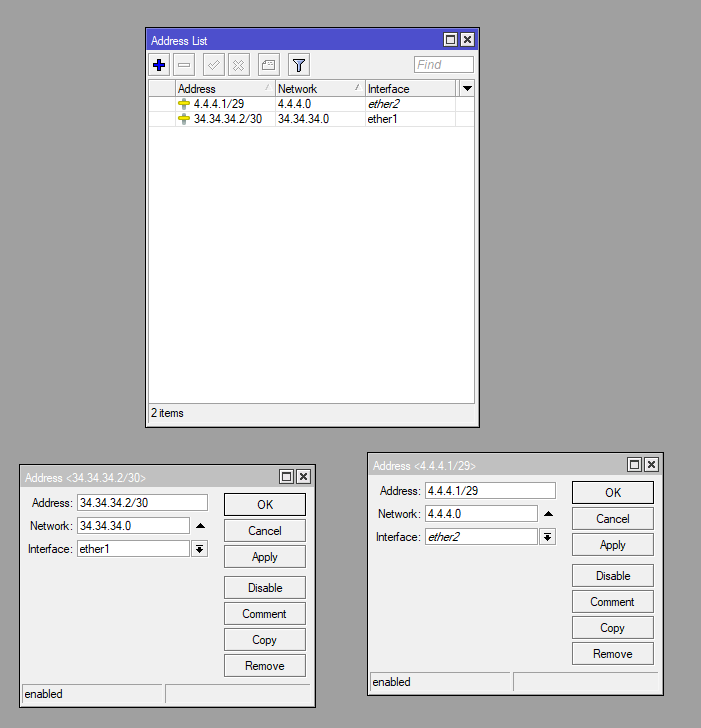 Address List
Find
Address Network Interface
4.4.4.1/29 4.4.4.0 ether2
34.34.34.2/30 34.34.34.0 ether1
2 items
Address <34.34.34.2/30>
Address: 34.34.34.2/30 OK
Network: 34.34.34.0 Cancel
Interface: ether1 Apply
Disable
Comment
Copy
Remove
enabled
Address <4.4.4.1/29>
Address: 4.4.4.1/29 OK
Network: 4.4.4.0 Cancel
Interface: ether2 Apply
Disable
Comment
Copy
Remove
enabled